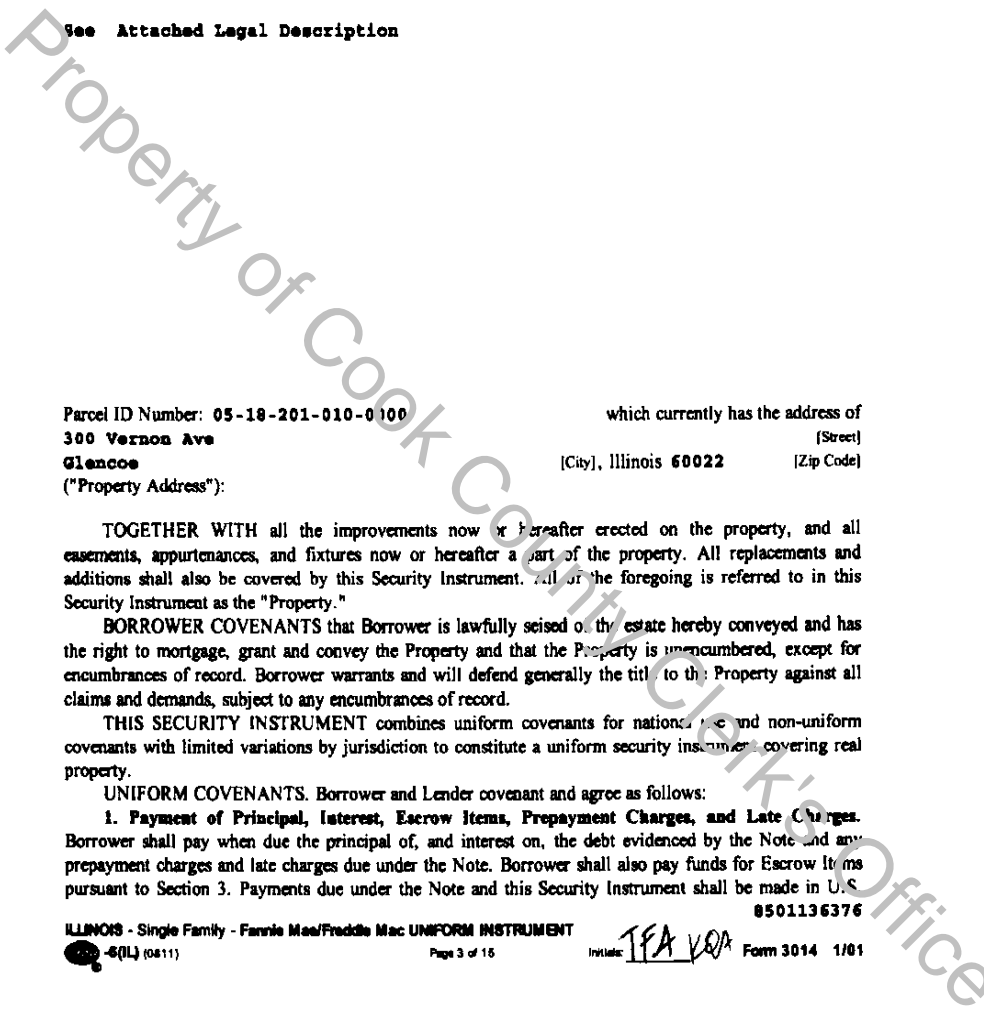 See Attached Legal Description
Parcel ID Number: 05-18-201-010-0000 which currently has the address of
300 Vernon Ave [Street]
Glencoe [City], Illinois 60022 [Zip Code]
("Property Address"):
TOGETHER WITH all the improvements now or hereafter erected on the property, and all
easements, appurtenances, and fixtures now or hereafter a part of the property. All replacements and
additions shall also be covered by this Security Instrument. All of the foregoing is referred to in this
Security Instrument as the "Property."
BORROWER COVENANTS that Borrower is lawfully seised of the estate hereby conveyed and has
the right to mortgage, grant and convey the Property and that the Property is unencumbered, except for
encumbrances of record. Borrower warrants and will defend generally the title to the Property against all
claims and demands, subject to any encumbrances of record.
THIS SECURITY INSTRUMENT combines uniform covenants for national use and non-uniform
covenants with limited variations by jurisdiction to constitute a uniform security instrument covering real
property.
UNIFORM COVENANTS. Borrower and Lender covenant and agree as follows:
1. Payment of Principal, Interest, Escrow Items, Prepayment Charges, and Late Charges.
Borrower shall pay when due the principal of, and interest on, the debt evidenced by the Note and any
prepayment charges and late charges due under the Note. Borrower shall also pay funds for Escrow Items
pursuant to Section 3. Payments due under the Note and this Security Instrument shall be made in U.S.
8501136376
ILLINOIS - Single Family - Fannie Mae/Freddie Mac UNIFORM INSTRUMENT
-6(IL) (0811) Page 3 of 15 Initials: TFA Form 3014 1/01
Property of Cook County Clerk's Office